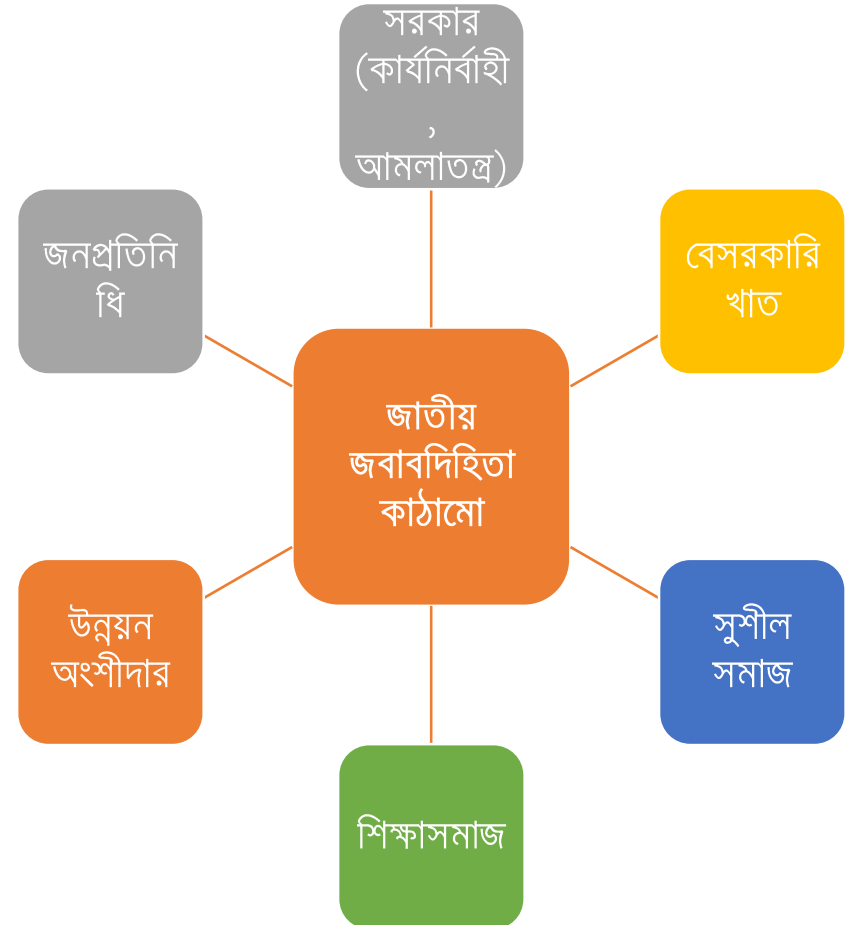 সরকার
(কার্যনির্বাহী
,
আমলাতন্ত্র)
জনপ্রতিনি
ধি
বেসরকারি
খাত
জাতীয়
জবাবদিহিতা
কাঠামো
উন্নয়ন
অংশীদার
সুশীল
সমাজ
শিক্ষাসমাজ